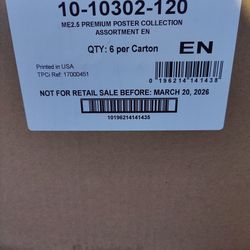 10-10302-120
ME2.5 PREMIUM POSTER COLLECTION
ASSORTMENT EN
QTY: 6 per Carton
EN
Printed in USA
TPCi Ref: 17000451
0 196214 141438
NOT FOR RETAIL SALE BEFORE: MARCH 20, 2026
10196214141435